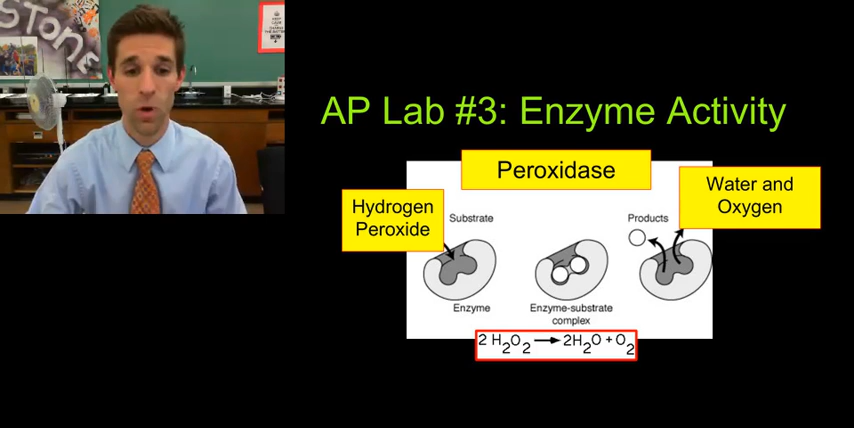 STONE
AP Lab #3: Enzyme Activity
Peroxidase
Water and
Oxygen
Hydrogen
Peroxide
Substrate
Products
Enzyme
Enzyme-substrate
complex
2 H₂O₂ → 2H₂O + O₂